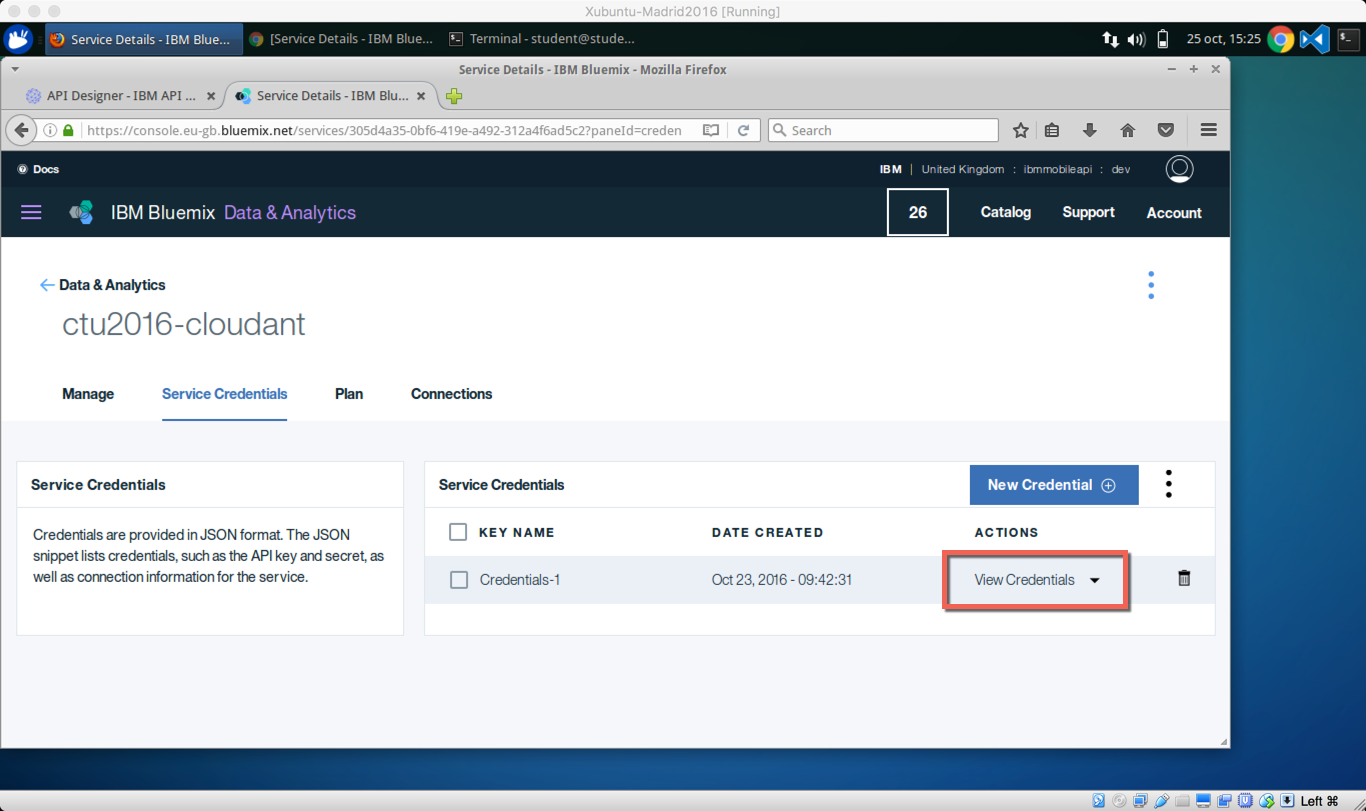 Xubuntu-Madrid2016 [Running]
Service Details - IBM Blue... [Service Details - IBM Blue... Terminal - student@stude... 25 oct, 15:25
Service Details - IBM Bluemix - Mozilla Firefox
API Designer - IBM API ... Service Details - IBM Blu...
https://console.eu-gb.bluemix.net/services/305d4a35-0bf6-419e-a492-312a4f6ad5c2?paneId=creden Search
Docs IBM | United Kingdom : ibmmobileapi : dev
IBM Bluemix Data & Analytics 26 Catalog Support Account
Data & Analytics
ctu2016-cloudant
Manage Service Credentials Plan Connections
Service Credentials
Credentials are provided in JSON format. The JSON
snippet lists credentials, such as the API key and secret, as
well as connection information for the service.
Service Credentials New Credential
KEY NAME DATE CREATED ACTIONS
Credentials-1 Oct 23, 2016 - 09:42:31 View Credentials
Left ⌘